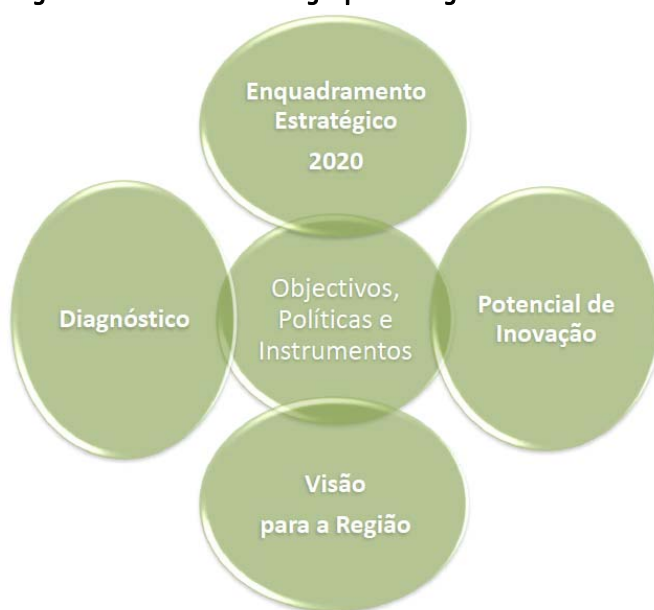 Enquadramento
Estratégico
2020
Diagnóstico
Objectivos,
Políticas e
Instrumentos
Potencial de
Inovação
Visão
para a Região